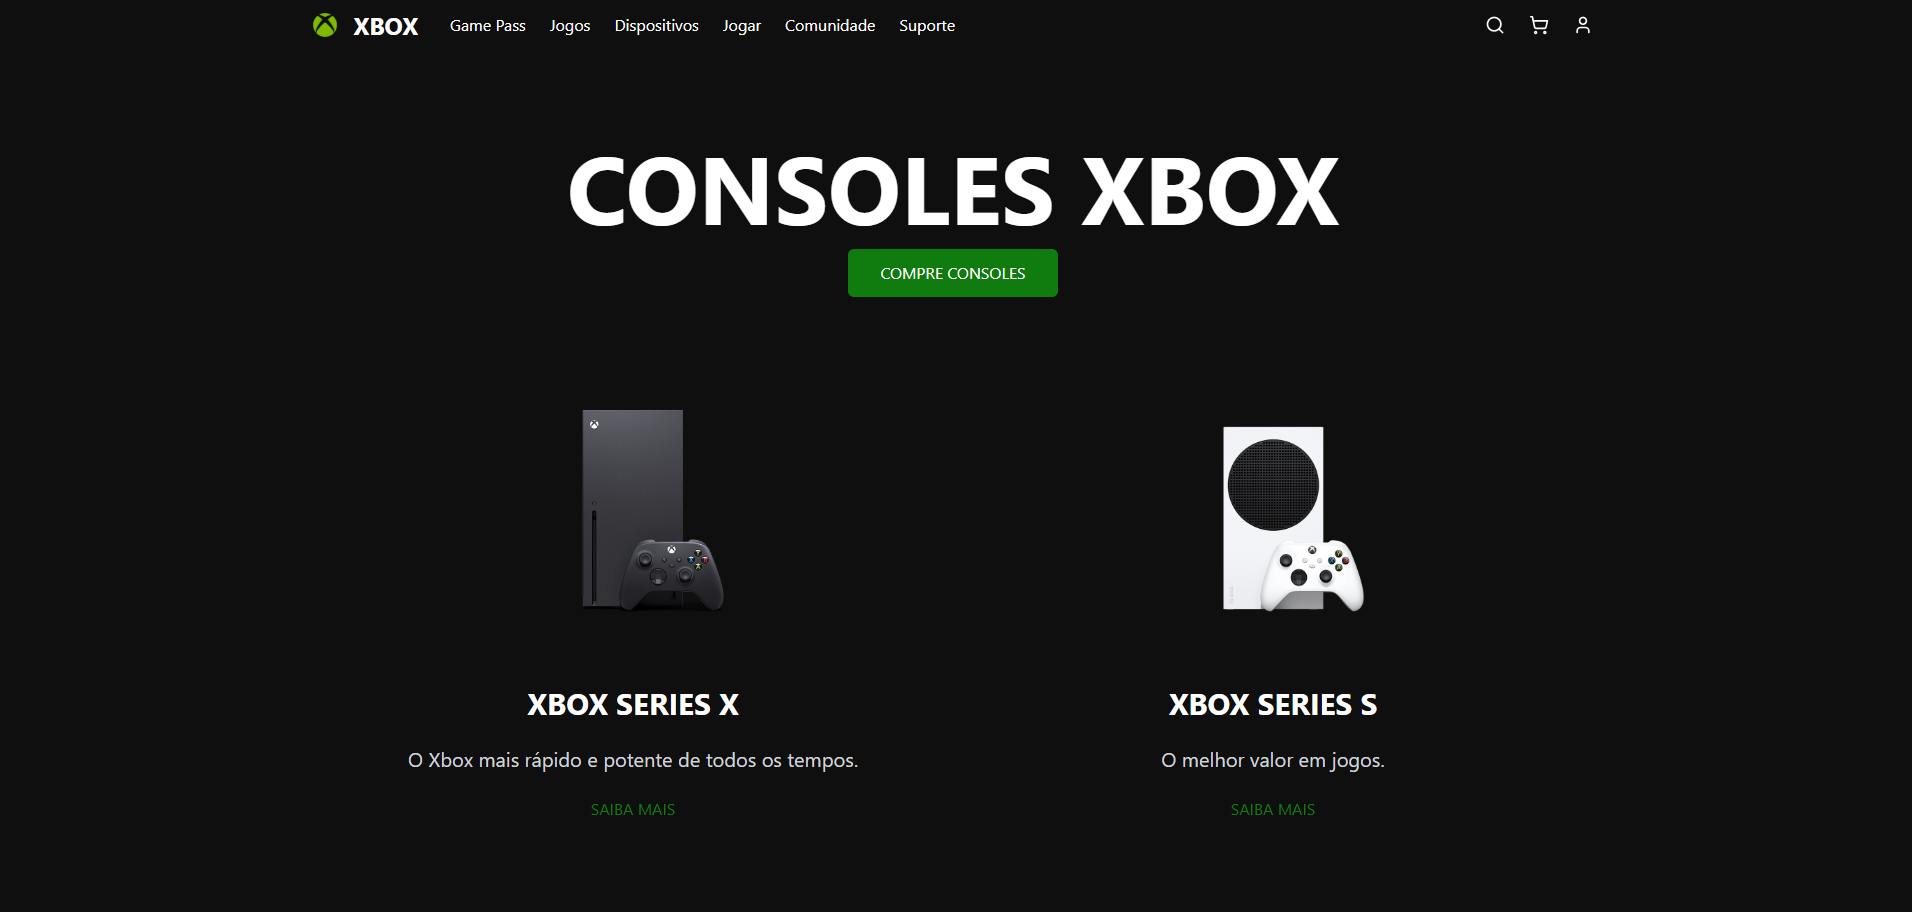 XBOX Game Pass Jogos Dispositivos Jogar Comunidade Suporte
CONSOLES XBOX
COMPRE CONSOLES
XBOX SERIES X
O Xbox mais rápido e potente de todos os tempos.
SAIBA MAIS
XBOX SERIES S
O melhor valor em jogos.
SAIBA MAIS